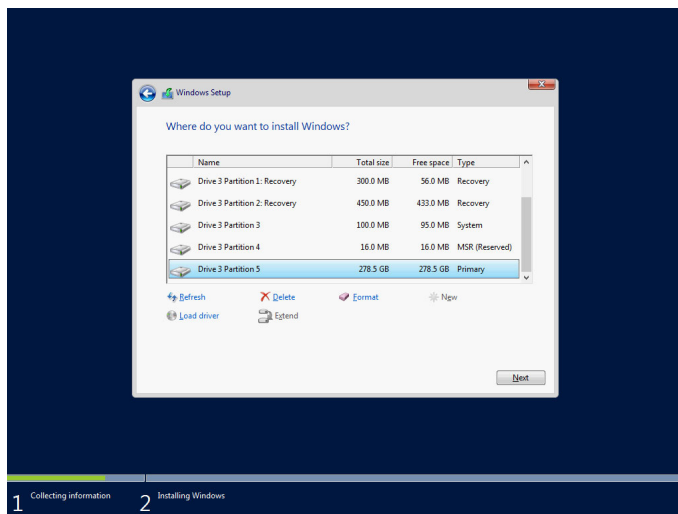 Windows Setup
Where do you want to install Windows?
Name Total size Free space Type
Drive 3 Partition 1: Recovery 300.0 MB 56.0 MB Recovery
Drive 3 Partition 2: Recovery 450.0 MB 433.0 MB Recovery
Drive 3 Partition 3 100.0 MB 95.0 MB System
Drive 3 Partition 4 16.0 MB 16.0 MB MSR (Reserved)
Drive 3 Partition 5 278.5 GB 278.5 GB Primary
Refresh Delete Format New
Load driver Extend
Next
1 Collecting information 2 Installing Windows